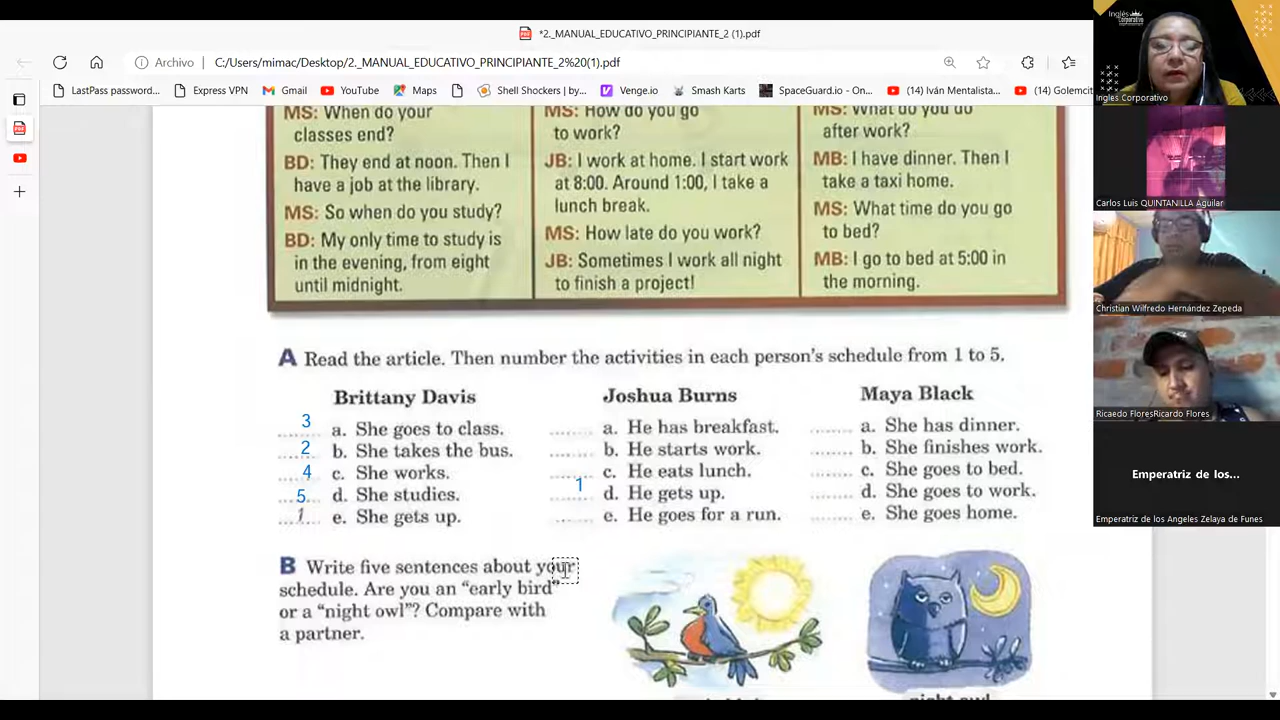 *2._MANUAL_EDUCATIVO_PRINCIPIANTE_2 (1).pdf
Archivo
C:/Users/mimac/Desktop/2._MANUAL_EDUCATIVO_PRINCIPIANTE_2%20(1).pdf
LastPass password...
Express VPN
Gmail
YouTube
Maps
Shell Shockers | by...
Venge.io
Smash Karts
SpaceGuard.io - On...
(14) Iván Mentalista...
(14) Golemcit
MS: When do your
classes end?
BD: They end at noon. Then I
have a job at the library.
MS: So when do you study?
BD: My only time to study is
in the evening, from eight
until midnight.
MS: How do you go
to work?
JB: I work at home. I start work
at 8:00. Around 1:00, I take a
lunch break.
MS: How late do you work?
JB: Sometimes I work all night
to finish a project!
MS: What do you do
after work?
MB: I have dinner. Then I
take a taxi home.
MS: What time do you go
to bed?
MB: I go to bed at 5:00 in
the morning.
A Read the article. Then number the activities in each person's schedule from 1 to 5.
Brittany Davis
3 a. She goes to class.
2 b. She takes the bus.
4 c. She works.
5 d. She studies.
1 e. She gets up.
Joshua Burns
a. He has breakfast.
b. He starts work.
c. He eats lunch.
1 d. He gets up.
e. He goes for a run.
Maya Black
a. She has dinner.
b. She finishes work.
c. She goes to bed.
d. She goes to work.
e. She goes home.
B Write five sentences about your
schedule. Are you an "early bird"
or a "night owl"? Compare with
a partner.
night owl
Inglés
Corporativo
Ingles Corporativo
Carlos Luis QUINTANILLA Aguilar
Christian Wilfredo Hernández Zepeda
Ricaedo FloresRicardo Flores
Emperatriz de los...
Emperatriz de los Angeles Zelaya de Funes